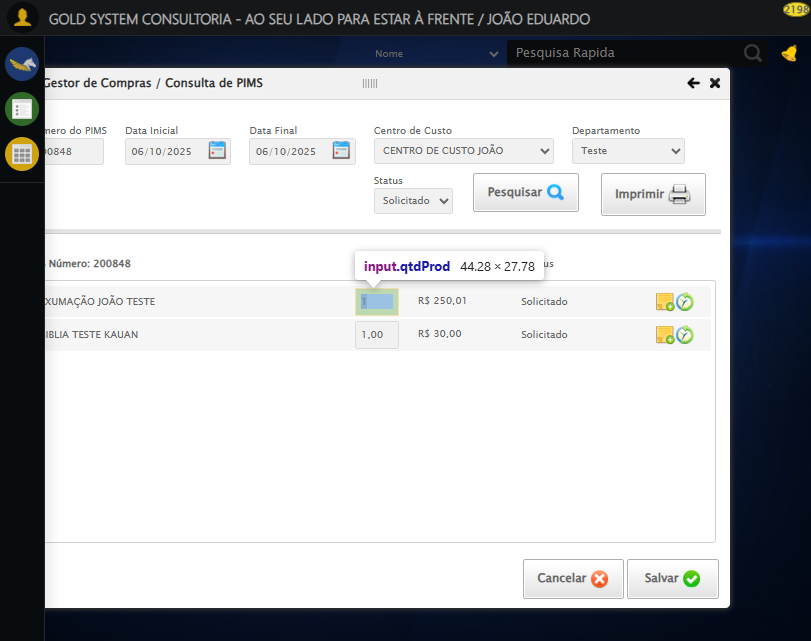 GOLD SYSTEM CONSULTORIA - AO SEU LADO PARA ESTAR À FRENTE / JOÃO EDUARDO
2198
Nome
Pesquisa Rapida
Gestor de Compras / Consulta de PIMS
mero do PIMS
Data Inicial
Data Final
Centro de Custo
Departamento
00848
06/10/2025
06/10/2025
CENTRO DE CUSTO JOÃO
Teste
Status
Solicitado
Pesquisar
Imprimir
Número: 200848
us
input.qtdProd 44.28 × 27.78
XUMAÇÃO JOÃO TESTE
1
R$ 250,01
Solicitado
IBLIA TESTE KAUAN
1,00
R$ 30,00
Solicitado
Cancelar
Salvar